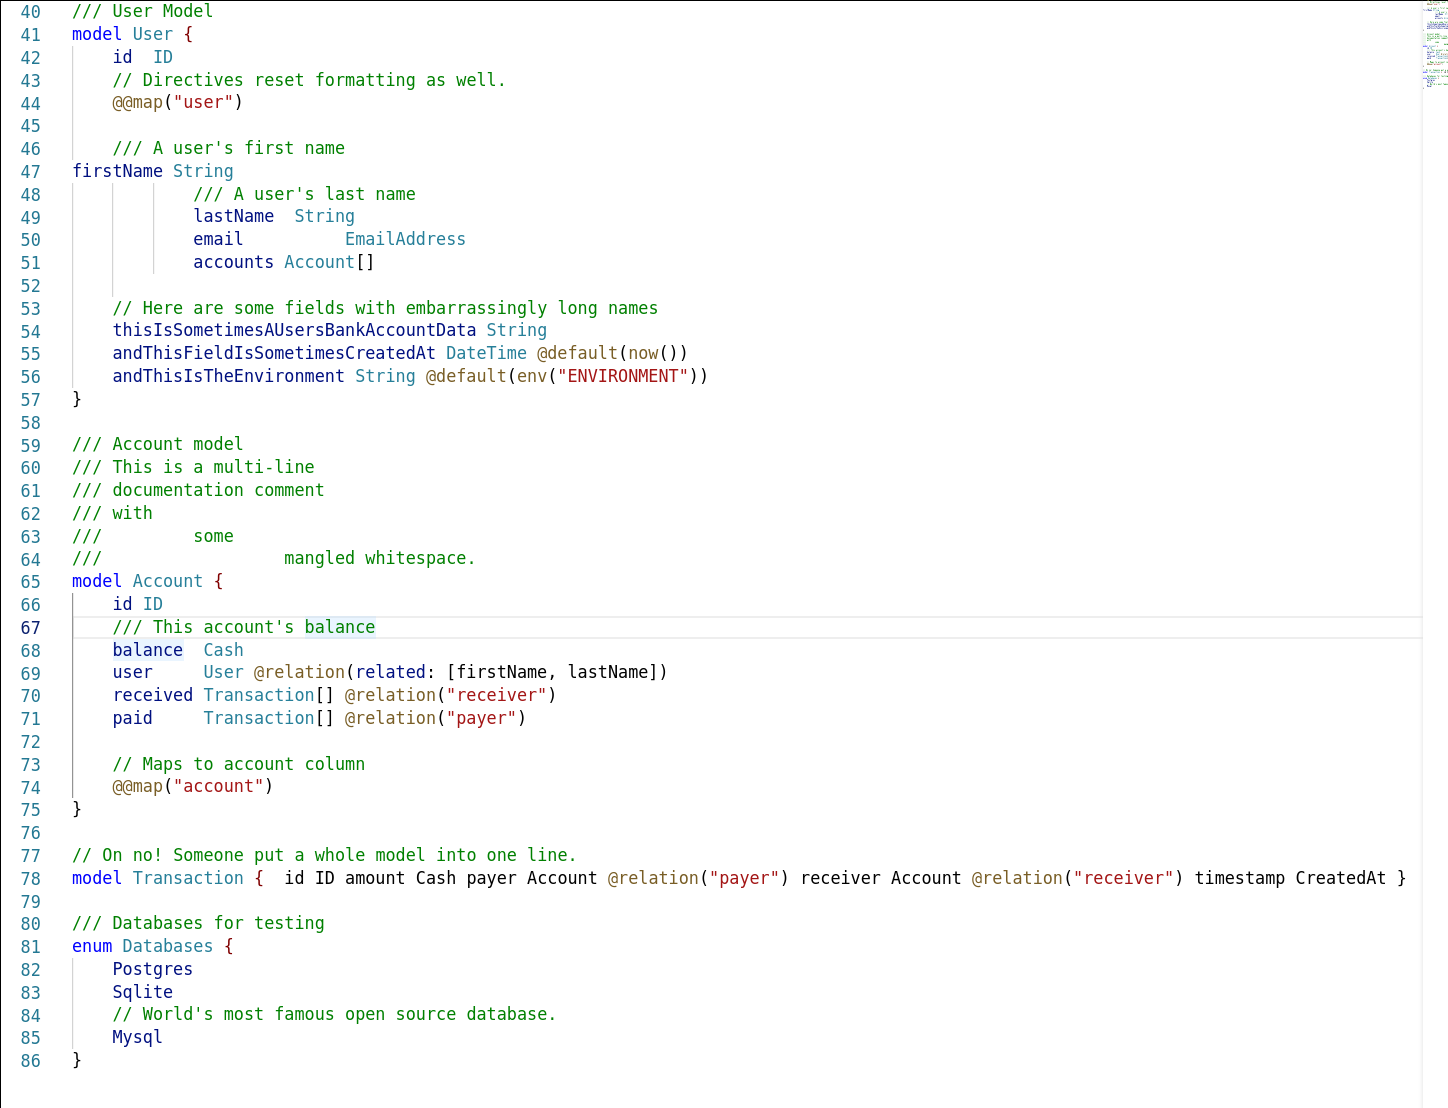 40 /// User Model
41 model User {
42     id  ID
43     // Directives reset formatting as well.
44     @@map("user")
45
46     /// A user's first name
47 firstName String
48             /// A user's last name
49             lastName  String
50             email          EmailAddress
51             accounts Account[]
52
53     // Here are some fields with embarrassingly long names
54     thisIsSometimesAUsersBankAccountData String
55     andThisFieldIsSometimesCreatedAt DateTime @default(now())
56     andThisIsTheEnvironment String @default(env("ENVIRONMENT"))
57 }
58
59 /// Account model
60 /// This is a multi-line
61 /// documentation comment
62 /// with
63 ///         some
64 ///                  mangled whitespace.
65 model Account {
66     id ID
67     /// This account's balance
68     balance  Cash
69     user     User @relation(related: [firstName, lastName])
70     received Transaction[] @relation("receiver")
71     paid     Transaction[] @relation("payer")
72
73     // Maps to account column
74     @@map("account")
75 }
76
77 // On no! Someone put a whole model into one line.
78 model Transaction {  id ID amount Cash payer Account @relation("payer") receiver Account @relation("receiver") timestamp CreatedAt }
79
80 /// Databases for testing
81 enum Databases {
82     Postgres
83     Sqlite
84     // World's most famous open source database.
85     Mysql
86 }